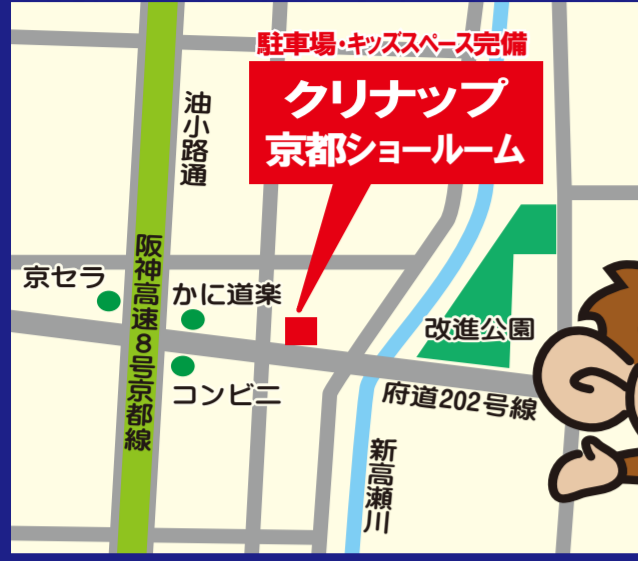 駐車場・キッズスペース完備
クリナップ
京都ショールーム
油小路通
阪神高速8号京都線
京セラ
かに道楽
コンビニ
改進公園
府道202号線
新高瀬川